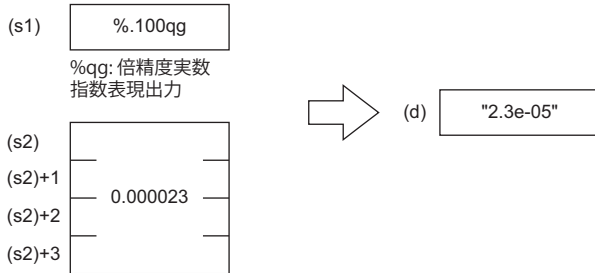 (s1)
%.100qg
%qg: 倍精度実数
指数表現出力
(d)
"2.3e-05"
(s2)
(s2)+1
0.000023
(s2)+2
(s2)+3